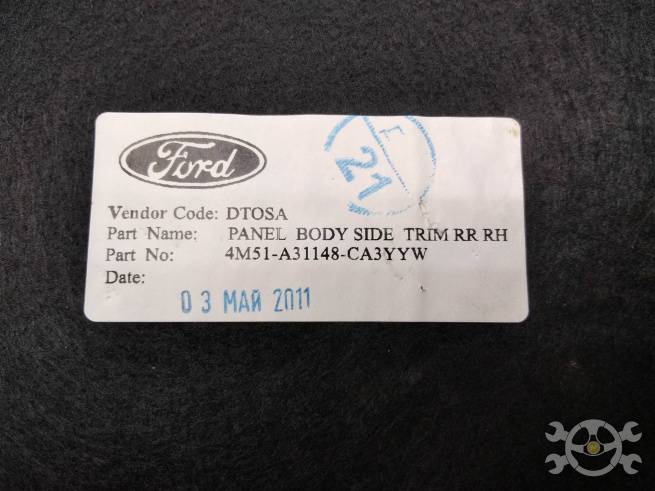 Ford
F
21
Vendor Code: DTOSA
Part Name: PANEL BODY SIDE TRIM RR RH
Part No: 4M51-A31148-CA3YYW
Date:
03 МАЯ 2011